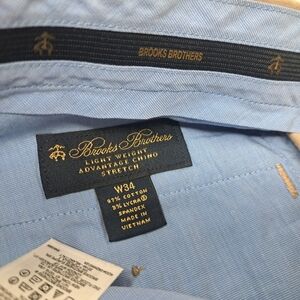 BROOKS BROTHERS
Brooks Brothers
LIGHT WEIGHT
ADVANTAGE CHINO
STRETCH
W34
97% COTTON
3% LYCRA®
SPANDEX
MADE IN
VIETNAM